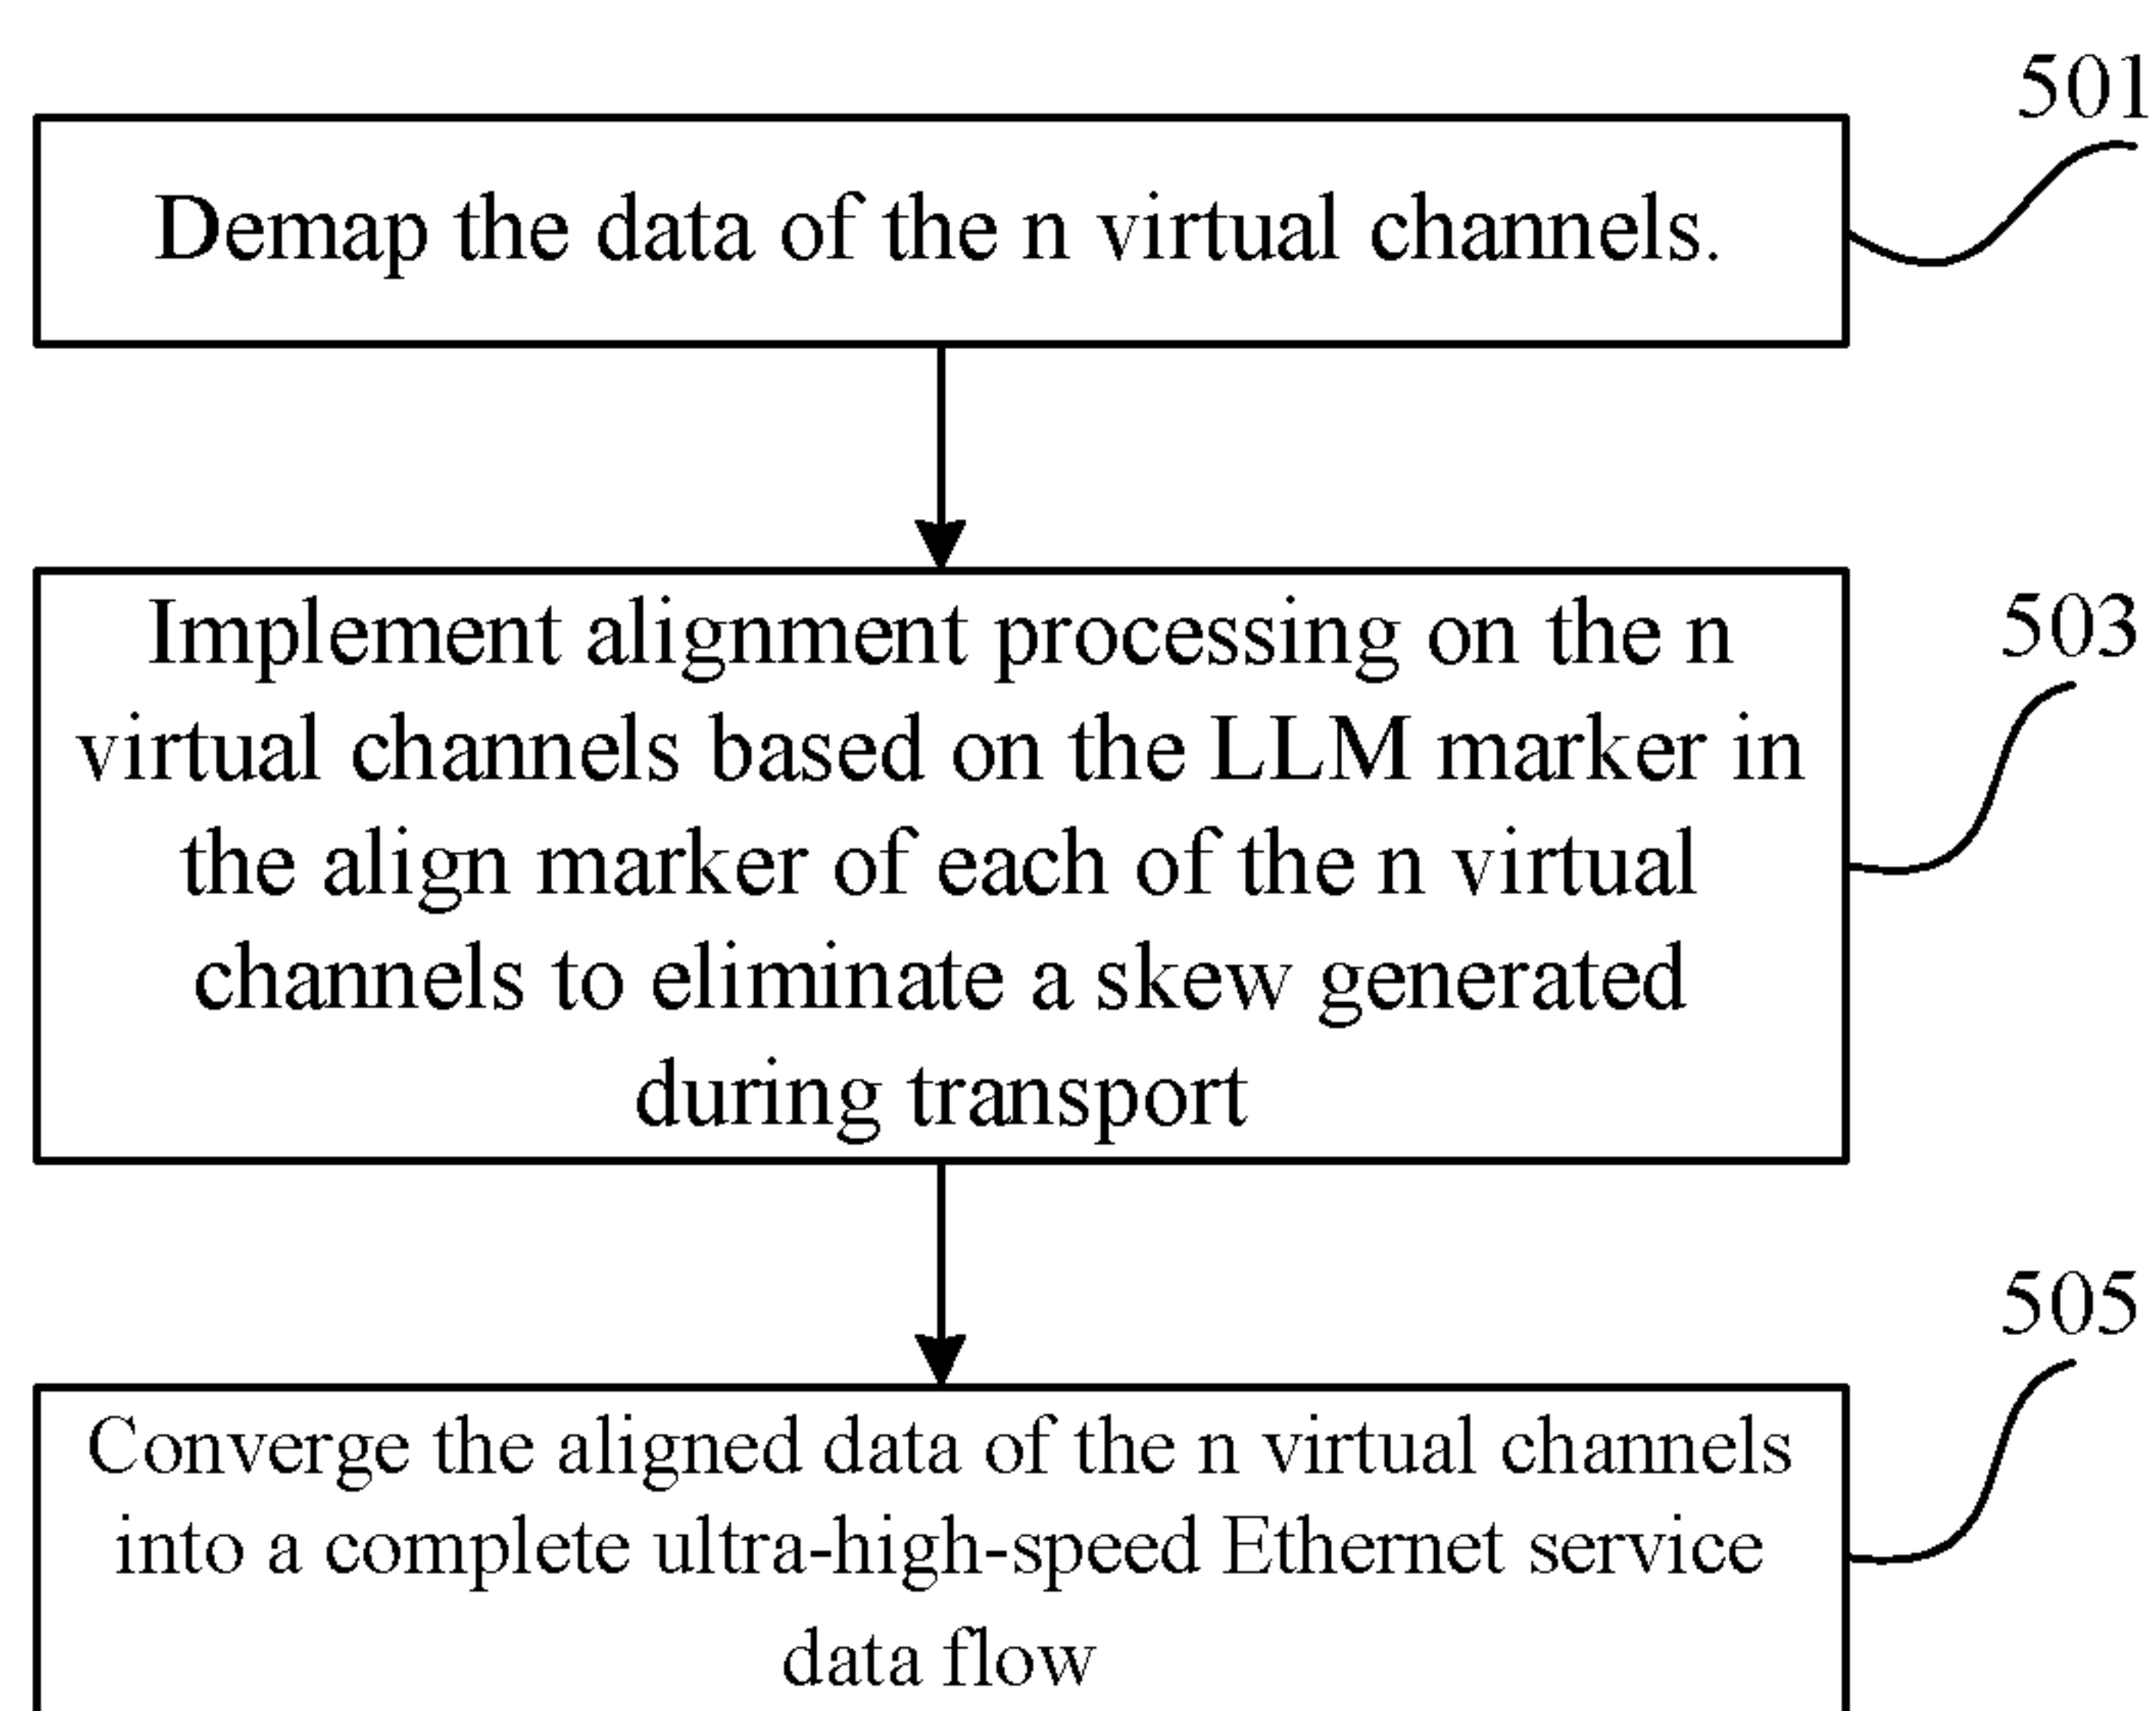 501
Demap the data of the n virtual channels.
Implement alignment processing on the n
503
virtual channels based on the LLM marker in
the align marker of each of the n virtual
channels to eliminate a skew generated
during transport
505
Converge the aligned data of the n virtual channels
into a complete ultra-high-speed Ethernet service
data flow